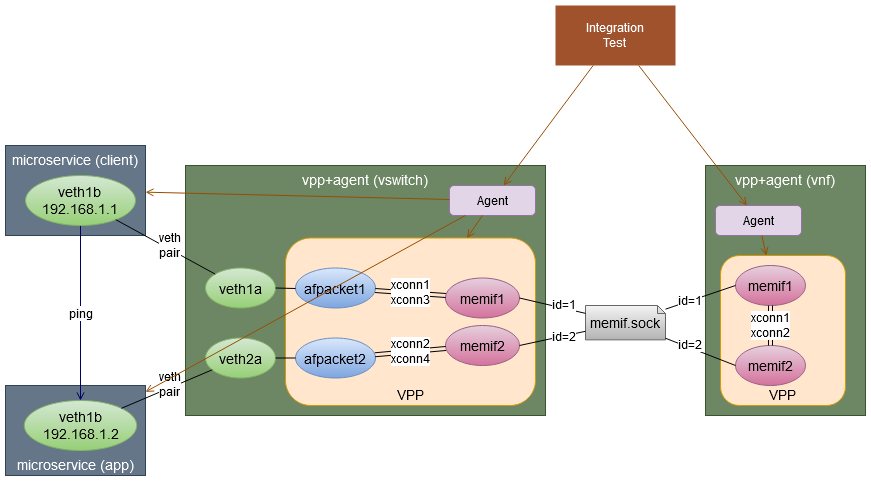 Integration
Test
microservice (client)
veth1b
192.168.1.1
vpp+agent (vswitch)
Agent
vpp+agent (vnf)
Agent
veth
pair
veth1a
afpacket1
xconn1
xconn3
memif1
id=1
memif.sock
id=1
memif1
xconn1
xconn2
ping
veth2a
afpacket2
xconn2
xconn4
memif2
id=2
id=2
memif2
veth
pair
VPP
VPP
veth1b
192.168.1.2
microservice (app)